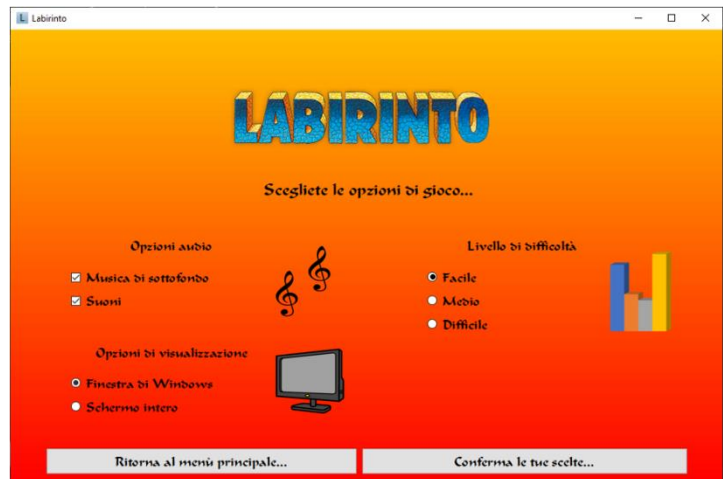 Labirinto
LABIRINTO
Scegliete le opzioni di gioco...
Opzioni audio
Musica di sottofondo
Suoni
Livello di difficoltà
Facile
Medio
Difficile
Opzioni di visualizzazione
Finestra di Windows
Schermo intero
Ritorna al menù principale...
Conferma le tue scelte...